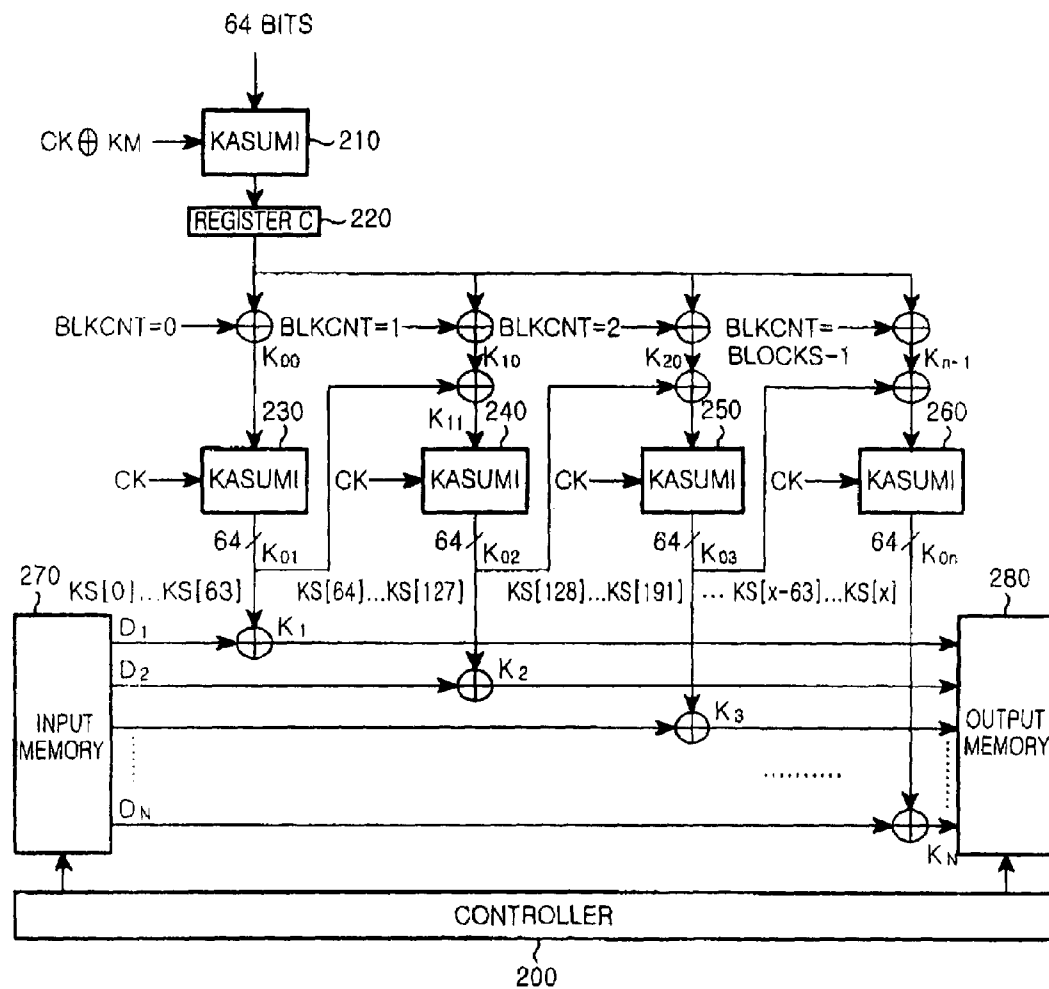 64 BITS
CK ⊕ KM
KASUMI
210
REGISTER C
220
BLKCNT=0
BLKCNT=1
BLKCNT=2
BLKCNT=
BLOCKS-1
K00
K10
K20
Kn-1
K11
230
240
250
260
CK
KASUMI
CK
KASUMI
CK
KASUMI
CK
KASUMI
64
K01
64
K02
64
K03
64
K0n
270
KS[0]...KS[63]
KS[64]...KS[127]
KS[128]...KS[191]
... KS[x-63]...KS[x]
280
D1
K1
D2
K2
K3
INPUT
MEMORY
OUTPUT
MEMORY
DN
KN
CONTROLLER
200